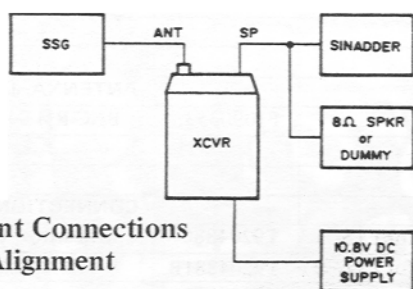 SSG
ANT
SP
SINADDER
XCVR
8Ω SPKR
or
DUMMY
nt Connections
Alignment
10.8V DC
POWER
SUPPLY